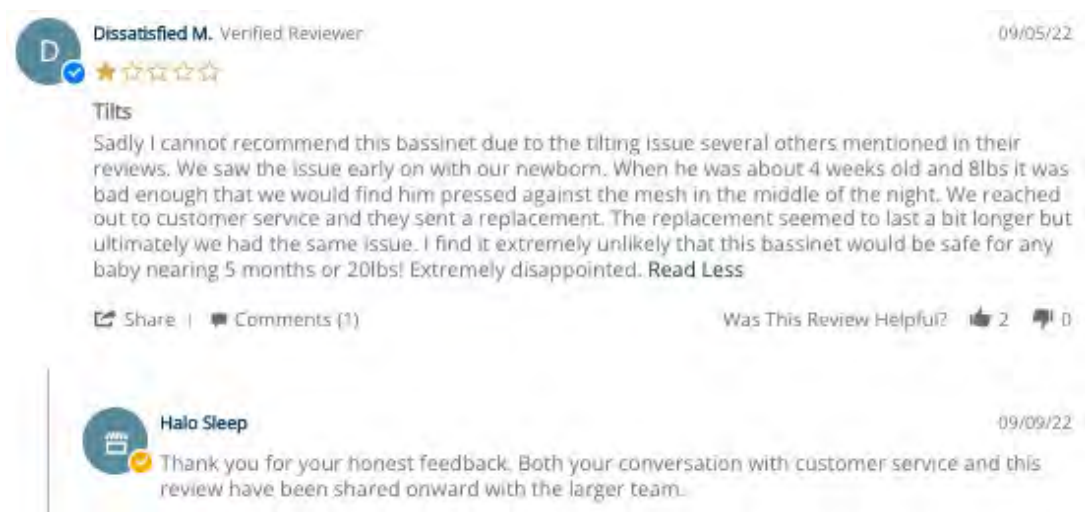 D
Dissatisfied M. Verified Reviewer 09/05/22
Tilts
Sadly I cannot recommend this bassinet due to the tilting issue several others mentioned in their
reviews. We saw the issue early on with our newborn. When he was about 4 weeks old and 8lbs it was
bad enough that we would find him pressed against the mesh in the middle of the night. We reached
out to customer service and they sent a replacement. The replacement seemed to last a bit longer but
ultimately we had the same issue. I find it extremely unlikely that this bassinet would be safe for any
baby nearing 5 months or 20lbs! Extremely disappointed. Read Less
Share | Comments (1) Was This Review Helpful? 2 0
Halo Sleep 09/09/22
Thank you for your honest feedback. Both your conversation with customer service and this
review have been shared onward with the larger team.